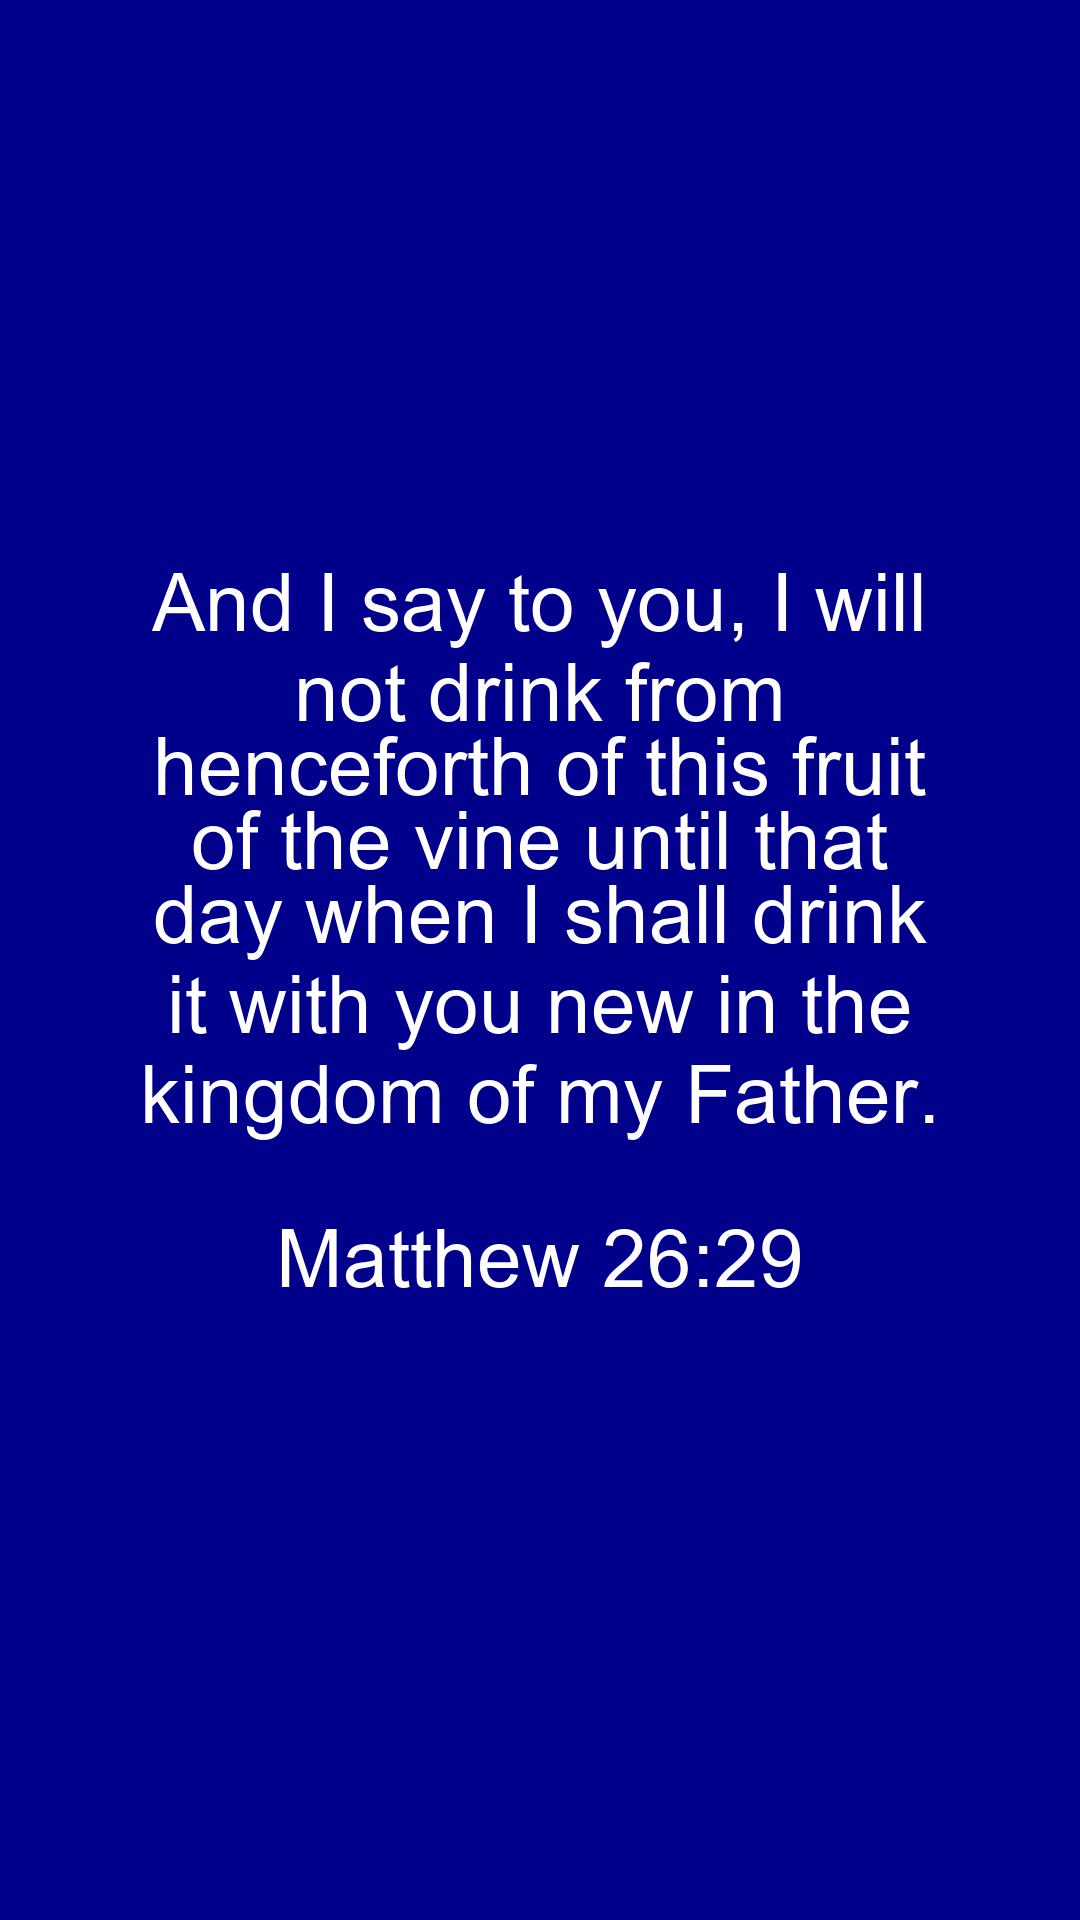 And I say to you, I will
not drink from
henceforth of this fruit
of the vine until that
day when I shall drink
it with you new in the
kingdom of my Father.
Matthew 26:29